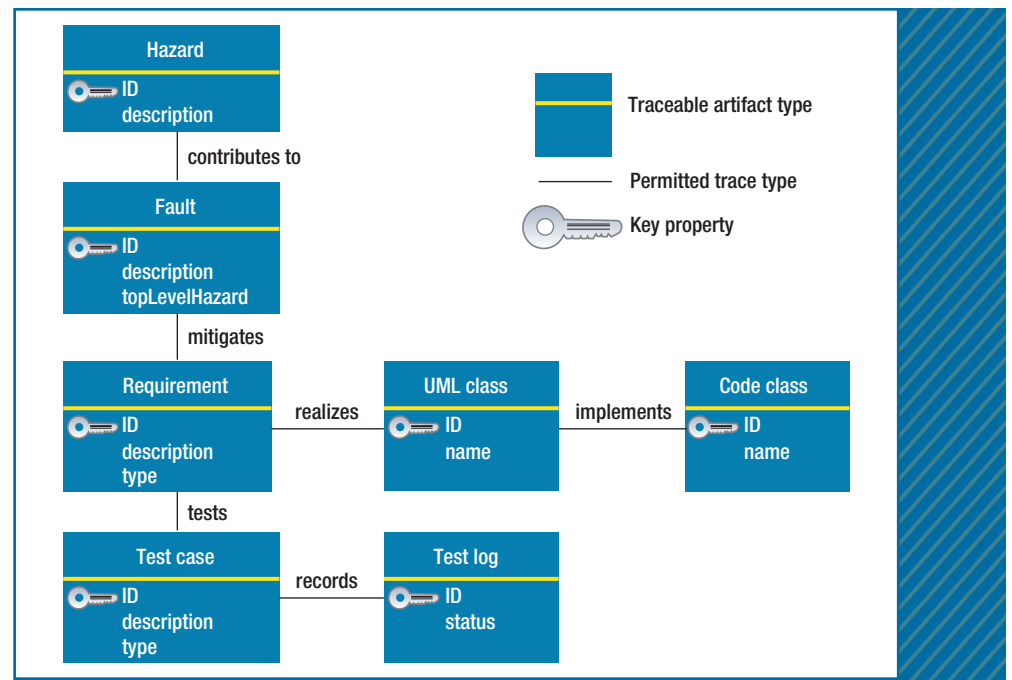 Hazard
ID
description
contributes to
Fault
ID
description
topLevelHazard
mitigates
Requirement
ID
description
type
realizes
UML class
ID
name
implements
Code class
ID
name
tests
Test case
ID
description
type
records
Test log
ID
status
Traceable artifact type
Permitted trace type
Key property